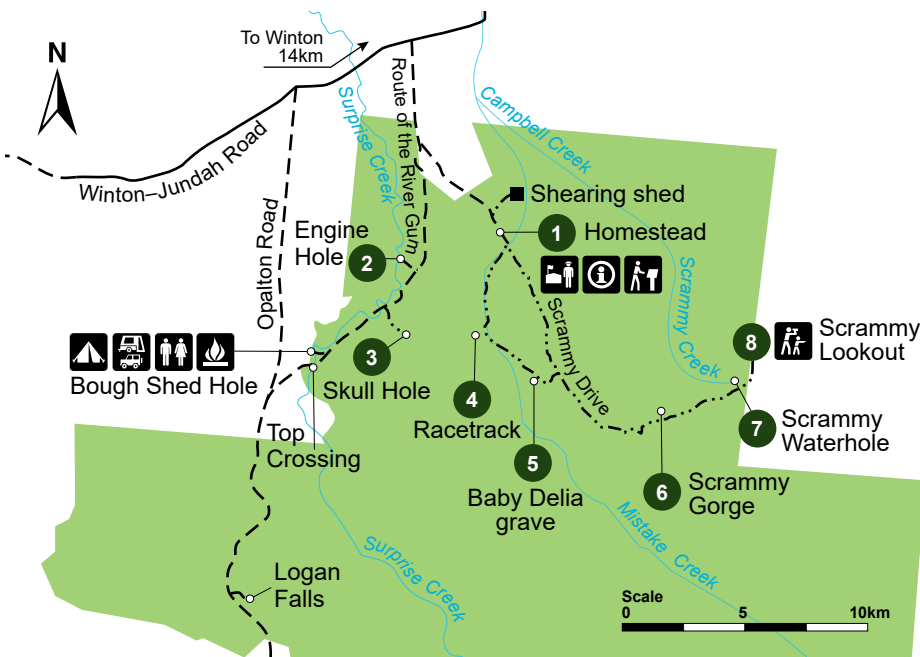 To Winton
14km
N
Winton–Jundah Road
Opalton Road
Surprise Creek
Route of the River Gum
Campbell Creek
Shearing shed
1 Homestead
Engine
Hole
2
Scrammy Creek
Scrammy Drive
Bough Shed Hole
3
Skull Hole
4
Racetrack
8
Scrammy
Lookout
7
Scrammy
Waterhole
Top
Crossing
5
Baby Delia
grave
6
Scrammy
Gorge
Mistake Creek
Surprise Creek
Logan
Falls
Scale
0 5 10km